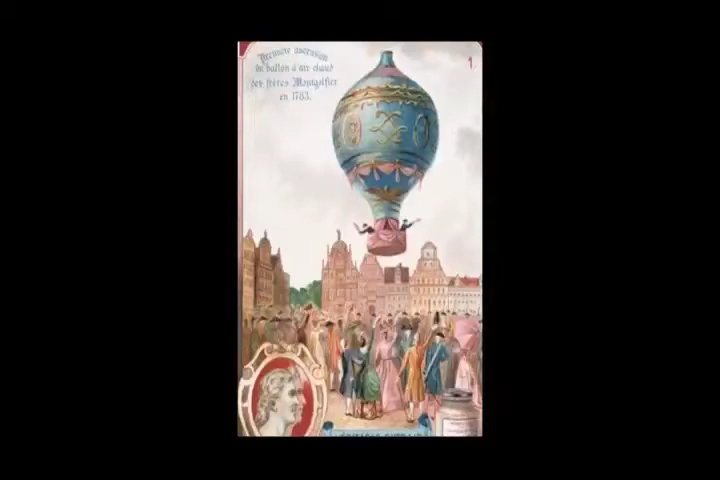 Première ascension
du ballon à air chaud
des frères Montgolfier
en 1783.
1.